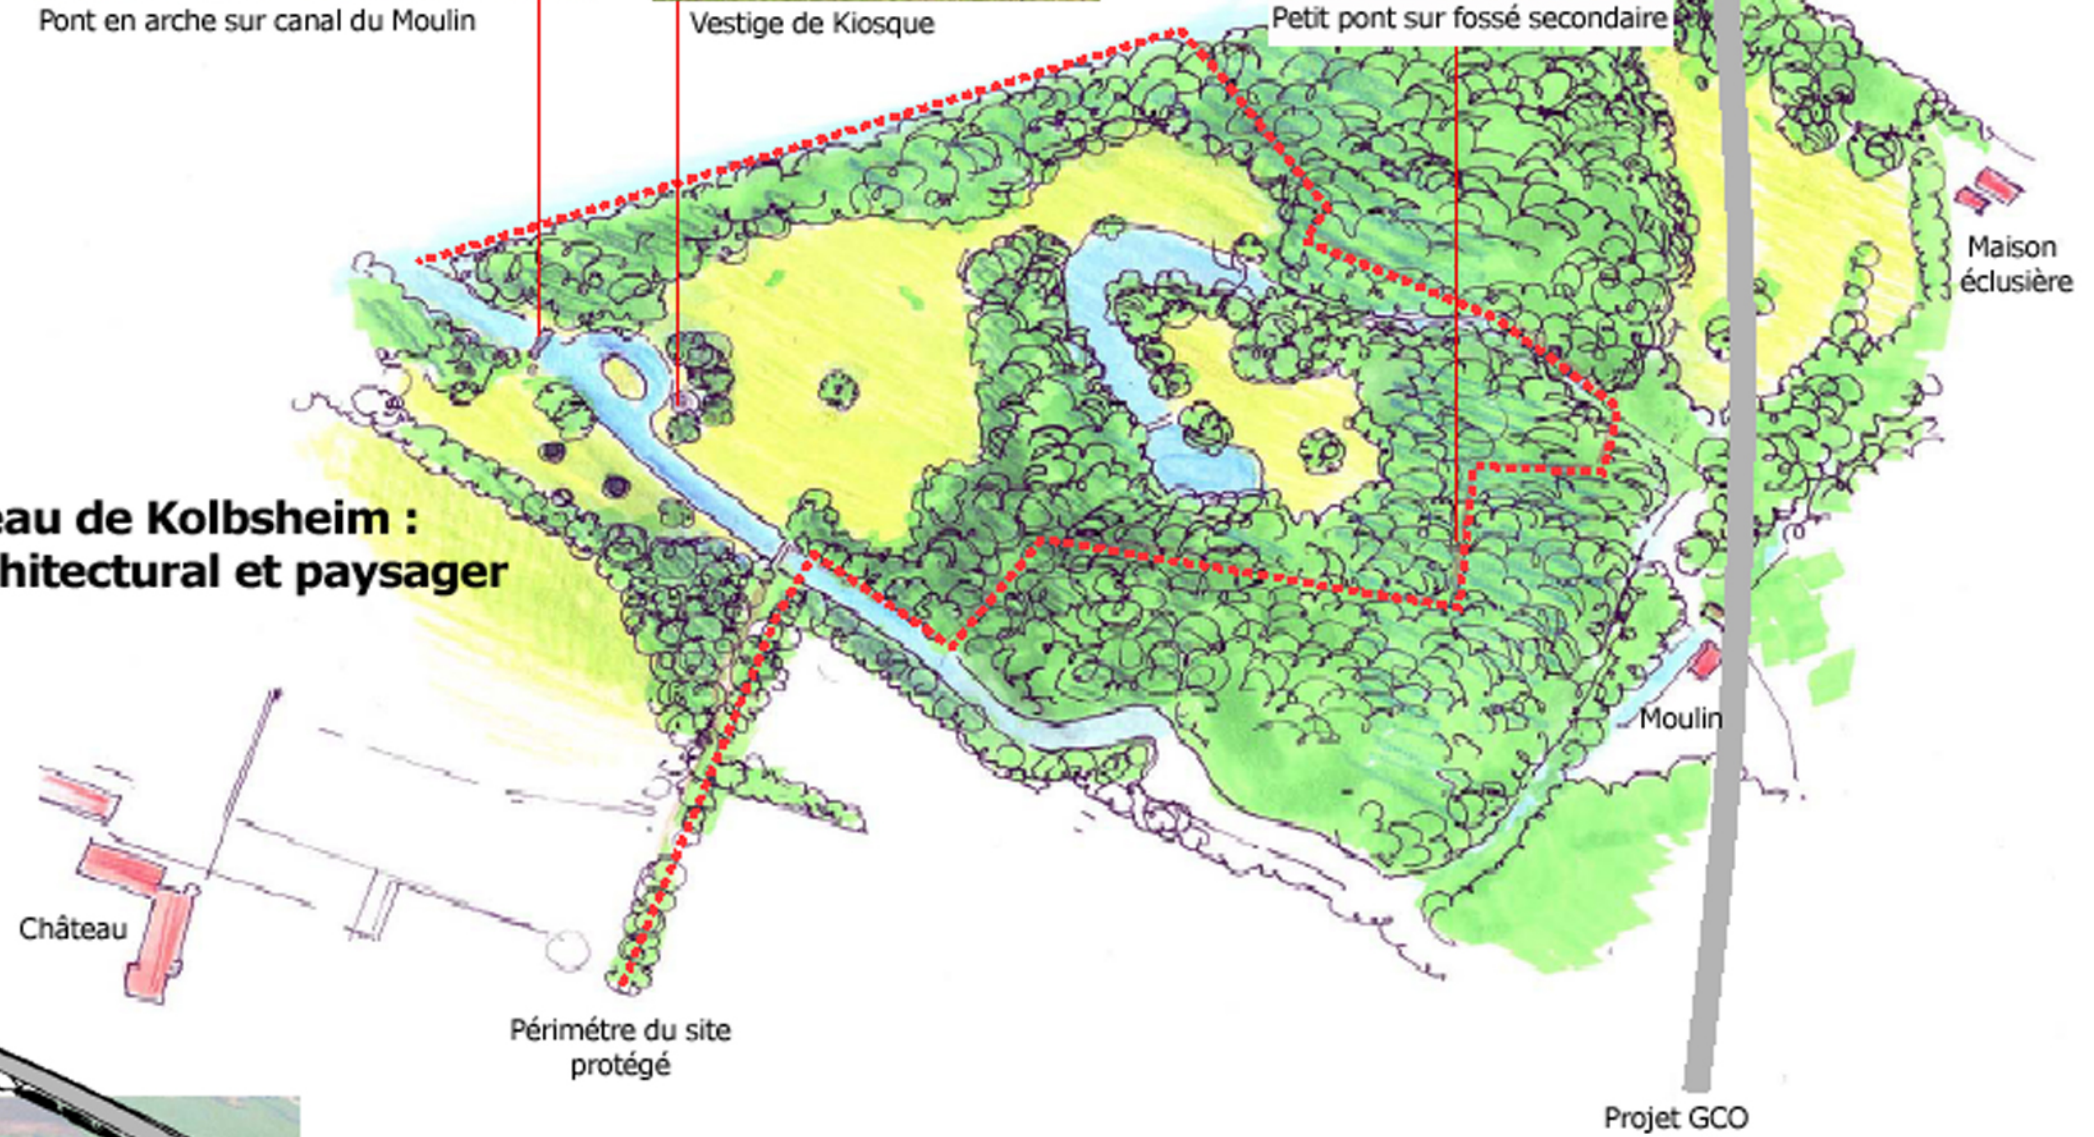 Pont en arche sur canal du Moulin
Vestige de Kiosque
Petit pont sur fossé secondaire
Maison
éclusière
eau de Kolbsheim :
hitectural et paysager
Moulin
Château
Périmétre du site
protégé
Projet GCO